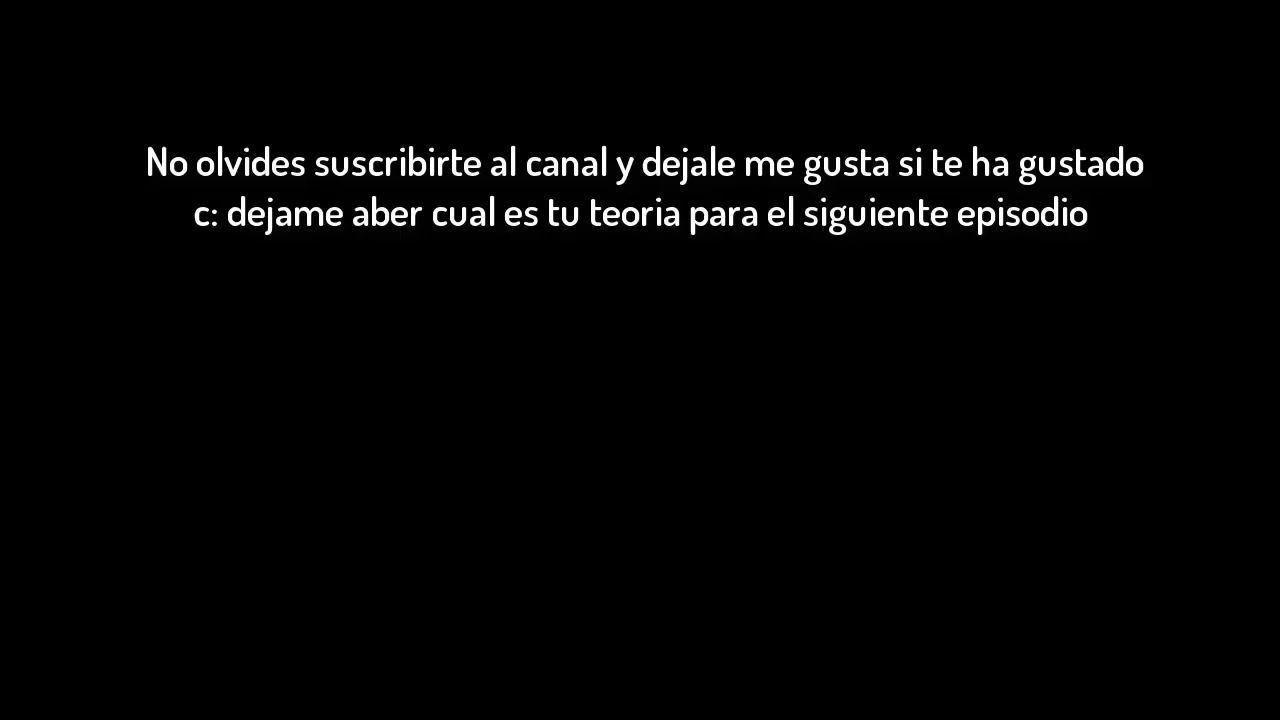 No olvides suscribirte al canal y dejale me gusta si te ha gustado
c: dejame aber cual es tu teoria para el siguiente episodio